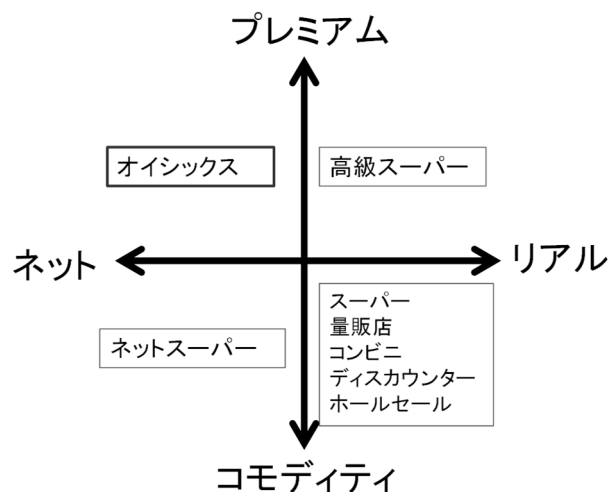 プレミアム
オイシックス
高級スーパー
ネット
リアル
ネットスーパー
スーパー
量販店
コンビニ
ディスカウンター
ホールセール
コモディティ